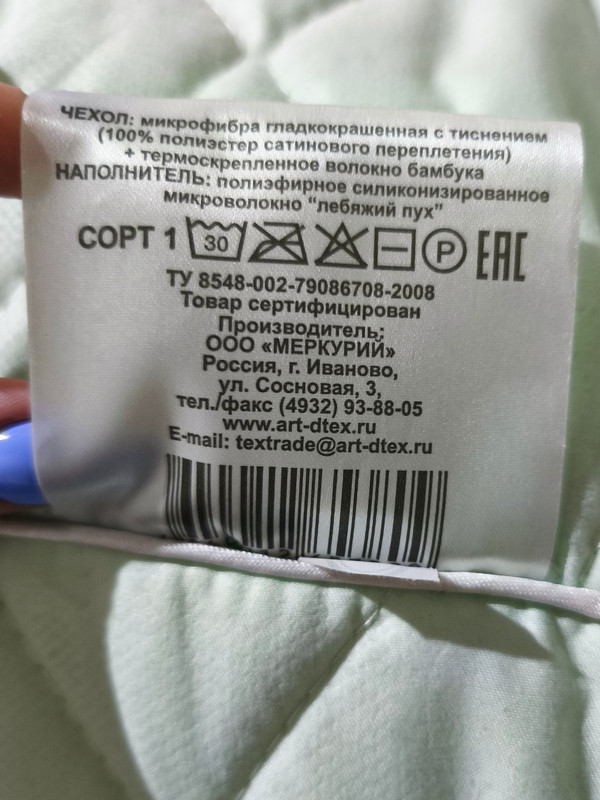 ЧЕХОЛ: микрофибра гладкокрашенная с тиснением
(100% полиэстер сатинового переплетения)
+ термоскрепленное волокно бамбука
НАПОЛНИТЕЛЬ: полиэфирное силиконизированное
микроволокно "лебяжий пух"
СОРТ 1 30 P EAC
ТУ 8548-002-79086708-2008
Товар сертифицирован
Производитель:
ООО «МЕРКУРИЙ»
Россия, г. Иваново,
ул. Сосновая, 3,
тел./факс (4932) 93-88-05
www.art-dtex.ru
E-mail: textrade@art-dtex.ru